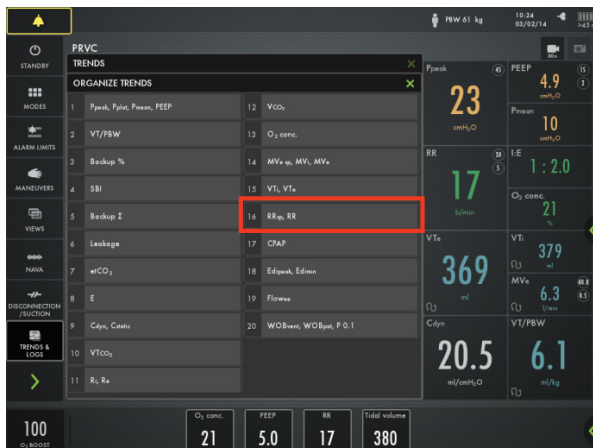 PBW 61 kg
10:24
03/02/14
>45
STANDBY
MODES
ALARM LIMITS
MANEUVERS
VIEWS
NAVA
DISCONNECTION
/SUCTION
TRENDS &
LOGS
100
O₂ BOOST
PRVC
TRENDS
ORGANIZE TRENDS
1 Ppeak, Pplat, Pmean, PEEP
2 VT/PBW
3 Backup %
4 SBI
5 Backup Σ
6 Leakage
7 etCO₂
8 E
9 Cdyn, Cstatic
10 VTCO₂
11 Ri, Re
12 VCO₂
13 O₂ conc.
14 MVe sp, MVi, MVe
15 VTi, VTe
16 RRsp, RR
17 CPAP
18 Edipeak, Edimin
19 Flowee
20 WOBvent, WOBpat, P 0.1
30s
Ppeak 45
23
cmH₂O
PEEP 15
4.9 2
cmH₂O
Pmean
10
cmH₂O
RR 30
5
17
b/min
I:E
1 : 2.0
O₂ conc.
21
%
VTe
369
ml
VTi
379
ml
MVe 40.0
6.3 0.5
l/min
Cdyn
20.5
ml/cmH₂O
VT/PBW
6.1
ml/kg
O₂ conc.
21
PEEP
5.0
RR
17
Tidal volume
380